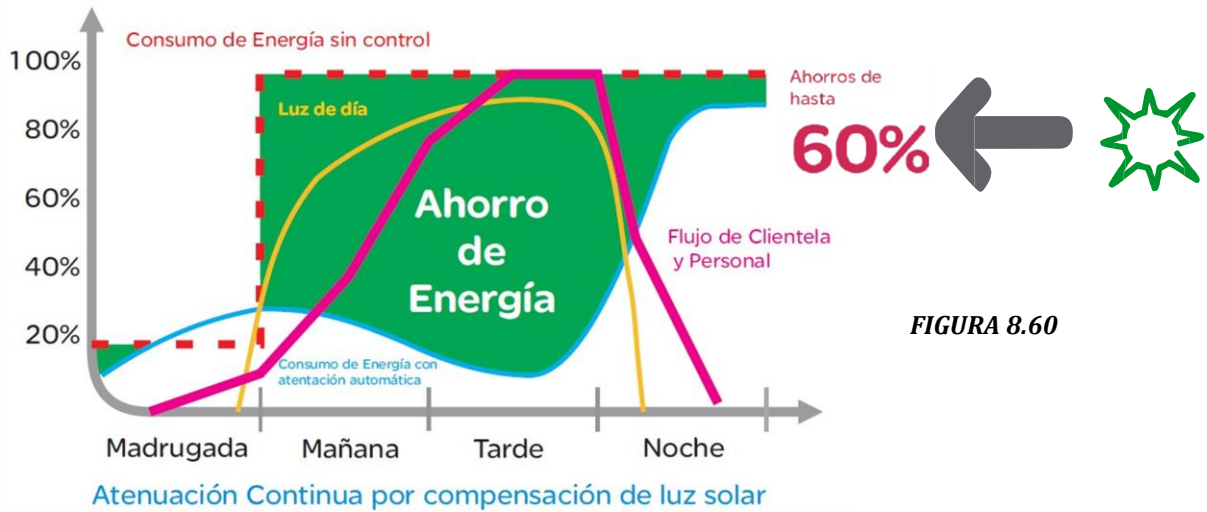 Consumo de Energía sin control
100%
80%
60%
40%
20%
Luz de día
Ahorro
de
Energía
Consumo de Energía con
atentación automática
Ahorros de
hasta
60%
Flujo de Clientela
y Personal
FIGURA 8.60
Madrugada
Mañana
Tarde
Noche
Atenuación Continua por compensación de luz solar